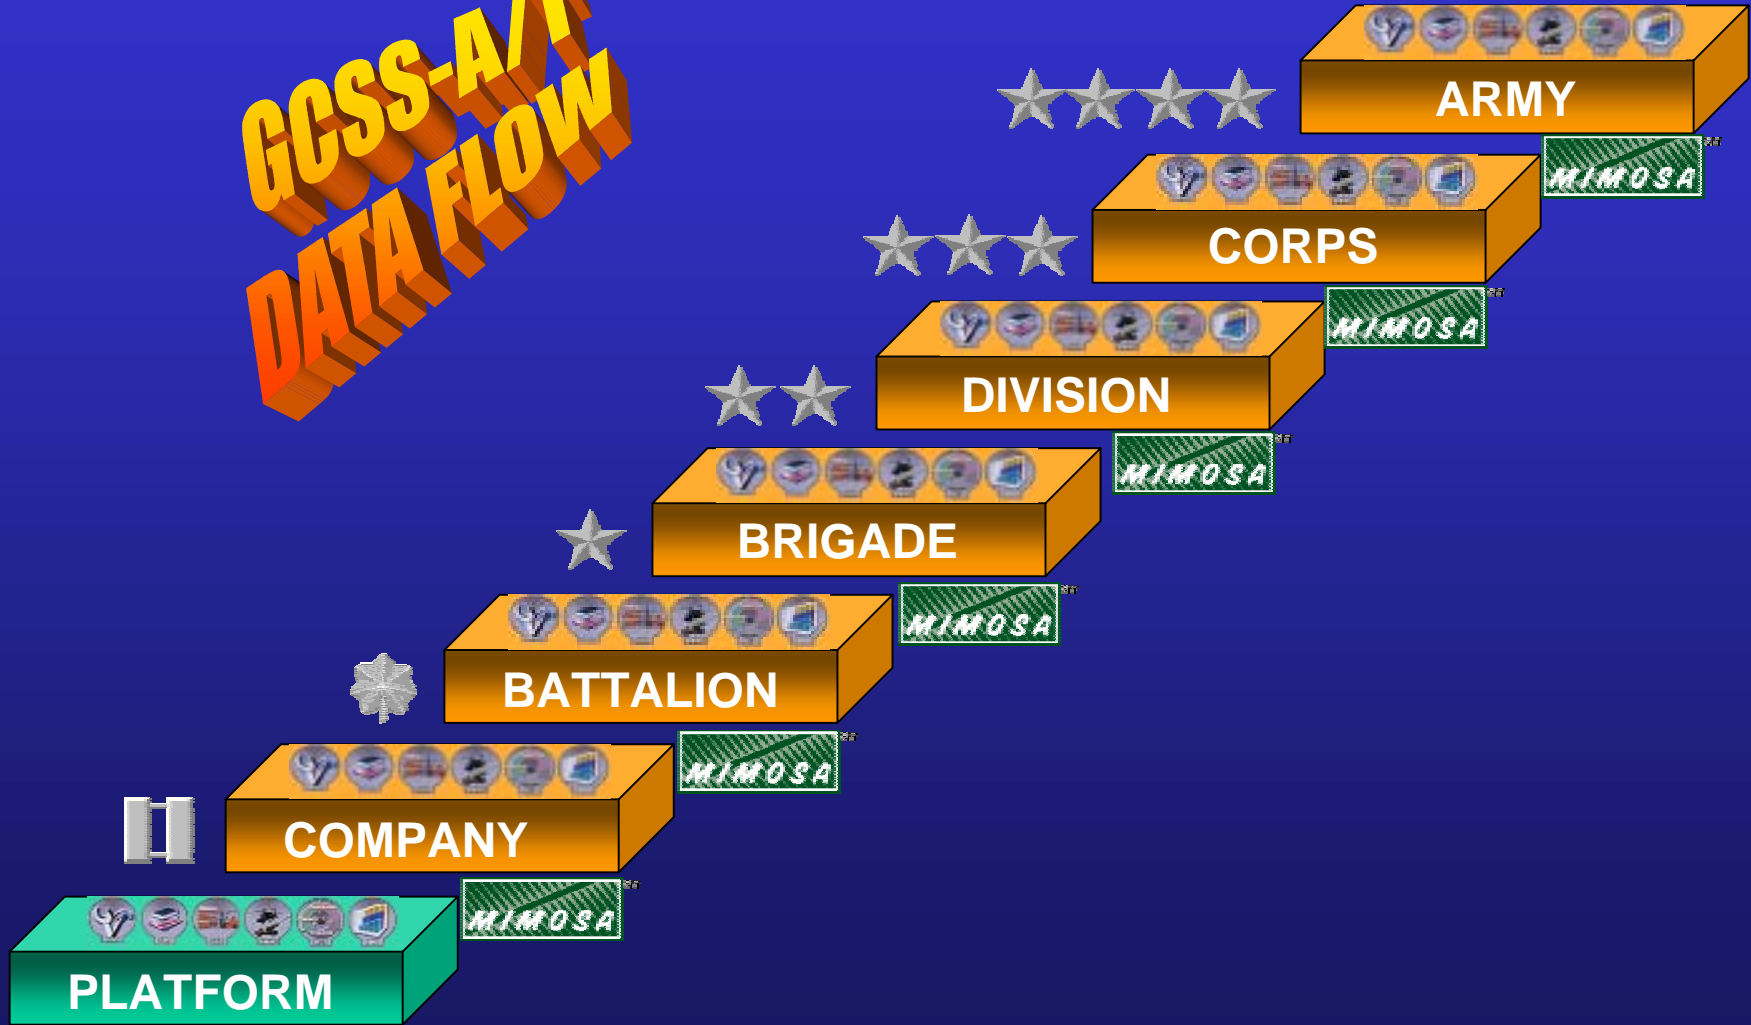 GCSS-A/T
DATA FLOW
ARMY
MIMOSA
CORPS
MIMOSA
DIVISION
MIMOSA
BRIGADE
MIMOSA
BATTALION
MIMOSA
COMPANY
MIMOSA
PLATFORM